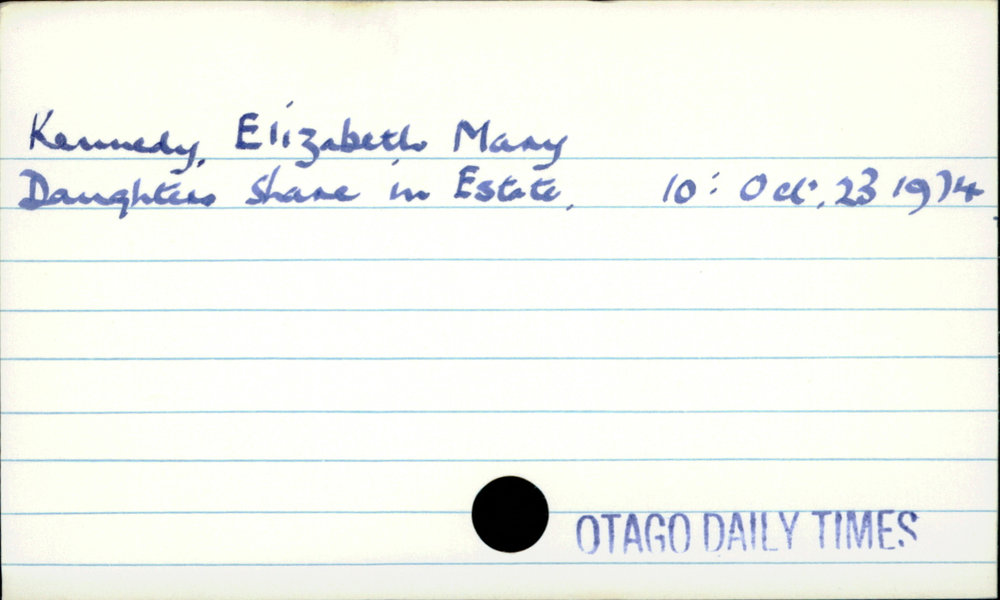 Kennedy, Elizabeth Mary
Daughters Share in Estate, 10: Oct. 23 1974
OTAGO DAILY TIMES